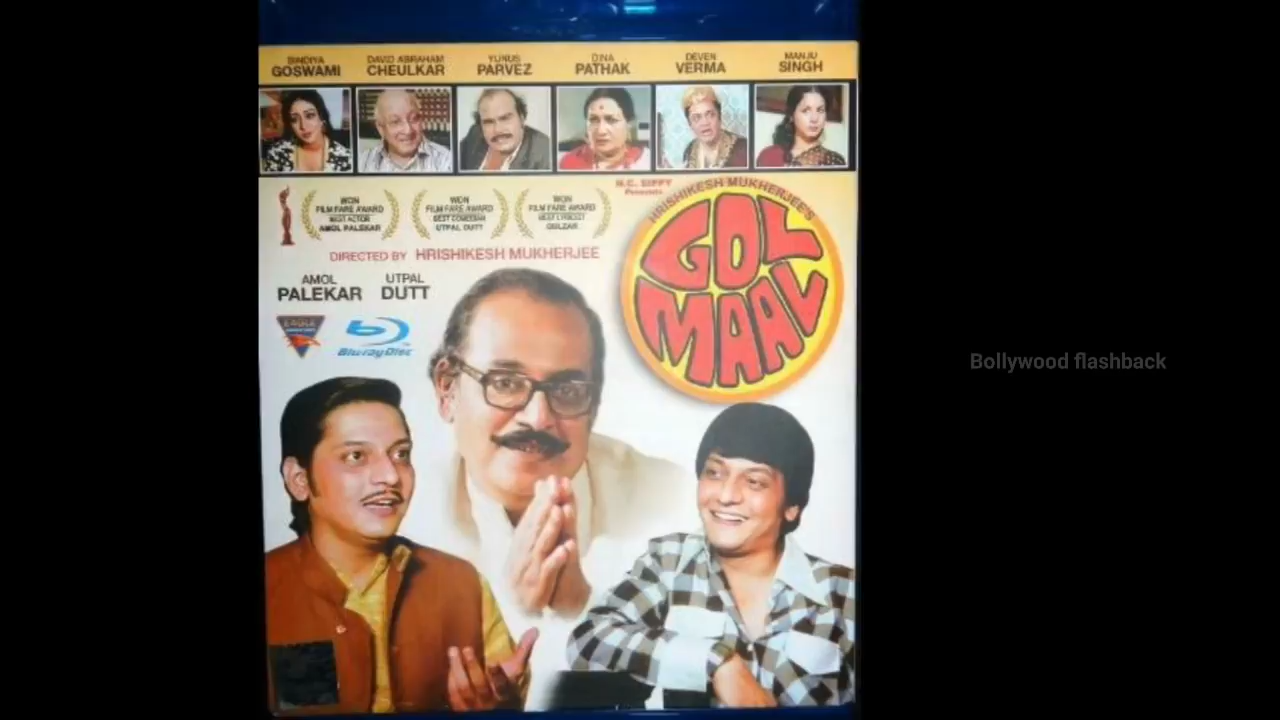 BINDIYA
GOSWAMI
DAVID ABRAHAM
CHEULKAR
YUNUS
PARVEZ
DINA
PATHAK
DEVEN
VERMA
MANJU
SINGH
N.C. SIPPY
Presents
HRISHIKESH MUKHERJEE'S
GOL
MAAL
WON
FILM FARE AWARD
BEST ACTOR
AMOL PALEKAR
WON
FILM FARE AWARD
BEST COMEDIAN
UTPAL DUTT
WON
FILM FARE AWARD
BEST LYRICIST
GULZAR
DIRECTED BY HRISHIKESH MUKHERJEE
AMOL
PALEKAR
UTPAL
DUTT
EAGLE
Blu-ray Disc
Bollywood flashback